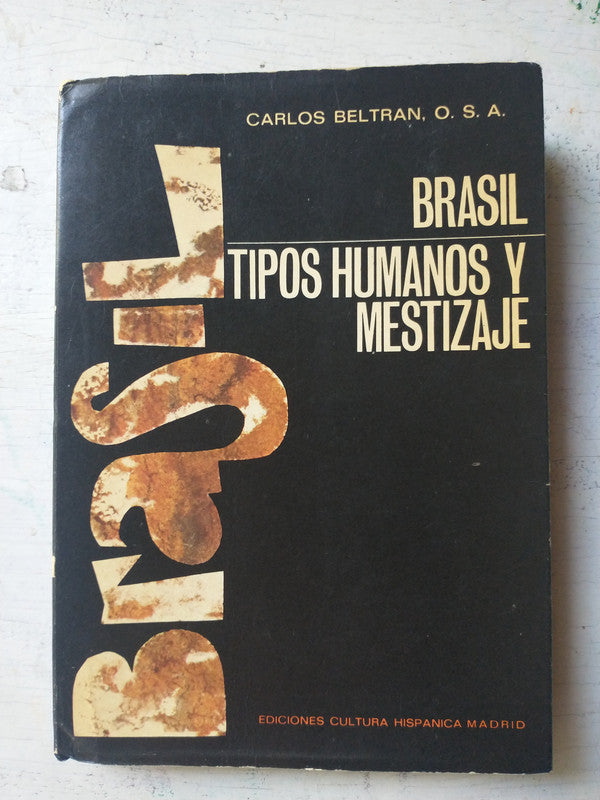 CARLOS BELTRAN, O. S. A.
BRASIL
TIPOS HUMANOS Y
MESTIZAJE
BrasiL
EDICIONES CULTURA HISPANICA MADRID